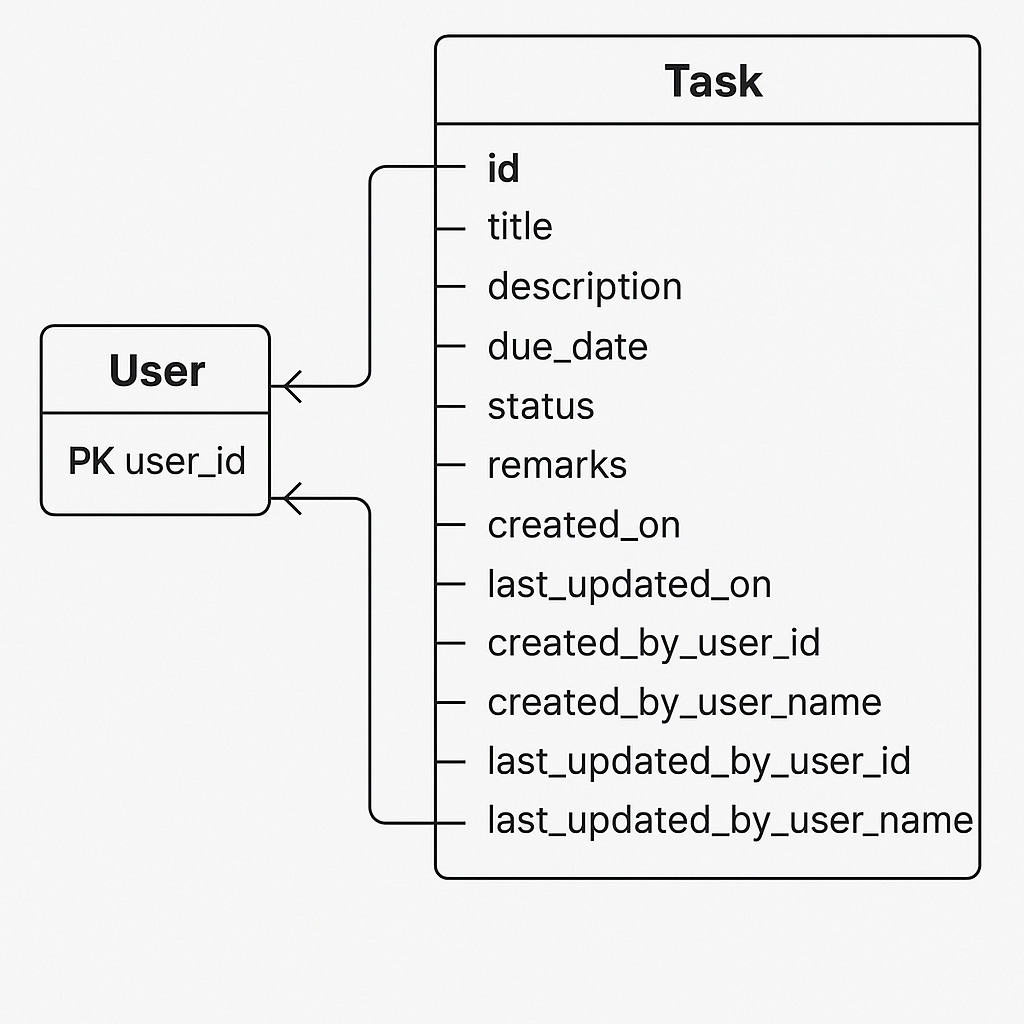 User
PK user_id
Task
id
title
description
due_date
status
remarks
created_on
last_updated_on
created_by_user_id
created_by_user_name
last_updated_by_user_id
last_updated_by_user_name